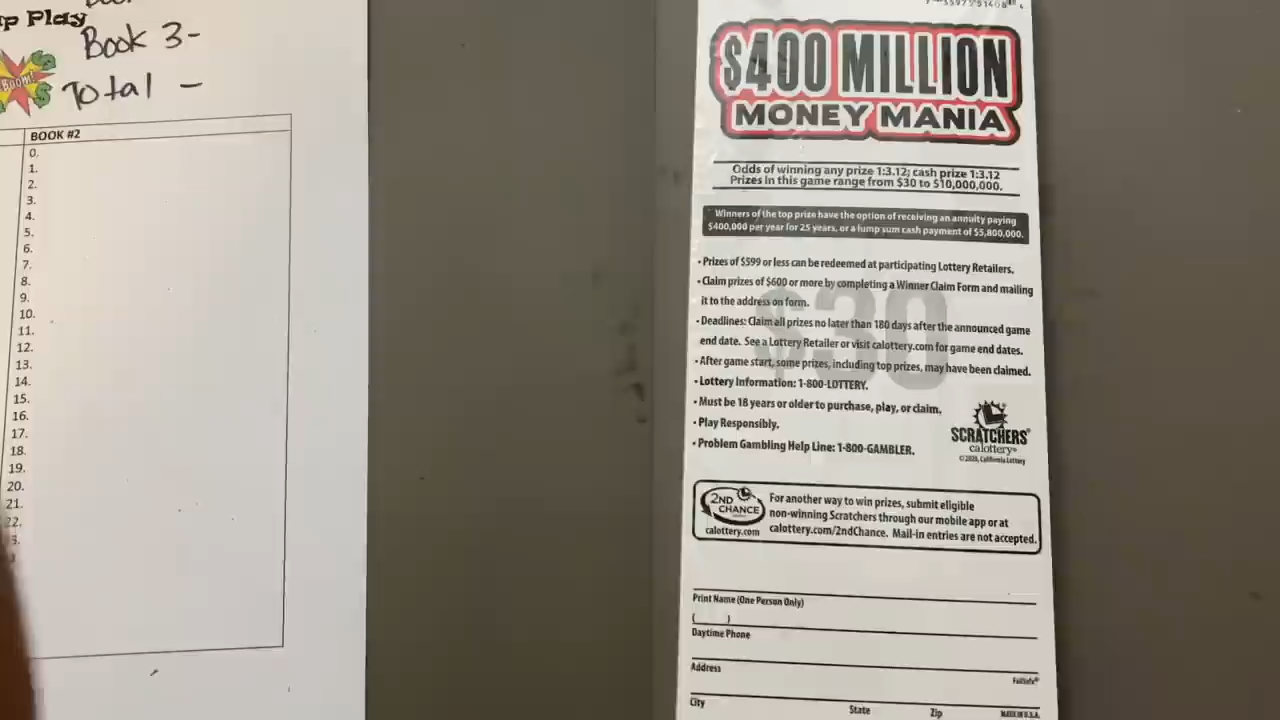 p Play
Book 3-
BOOM!
Total -
BOOK #2
0.
1.
2.
3.
4.
5.
6.
7.
8.
9.
10.
11.
12.
13.
14.
15.
16.
17.
18.
19.
20.
21.
22.
3.
$400 MILLION
MONEY MANIA
Odds of winning any prize 1:3.12; cash prize 1:3.12
Prizes in this game range from $30 to $10,000,000.
Winners of the top prize have the option of receiving an annuity paying
$400,000 per year for 25 years, or a lump sum cash payment of $5,800,000.
$30
• Prizes of $599 or less can be redeemed at participating Lottery Retailers.
• Claim prizes of $600 or more by completing a Winner Claim Form and mailing
it to the address on form.
• Deadlines: Claim all prizes no later than 180 days after the announced game
end date. See a Lottery Retailer or visit calottery.com for game end dates.
• After game start, some prizes, including top prizes, may have been claimed.
• Lottery Information: 1-800-LOTTERY.
• Must be 18 years or older to purchase, play, or claim.
• Play Responsibly.
• Problem Gambling Help Line: 1-800-GAMBLER.
SCRATCHERS®
calottery®
©2020, California Lottery
2ND
CHANCE
calottery.com
For another way to win prizes, submit eligible
non-winning Scratchers through our mobile app or at
calottery.com/2ndChance. Mail-in entries are not accepted.
Print Name (One Person Only)
( )
Daytime Phone
Address
FailSafe®
City State Zip MADE IN U.S.A.